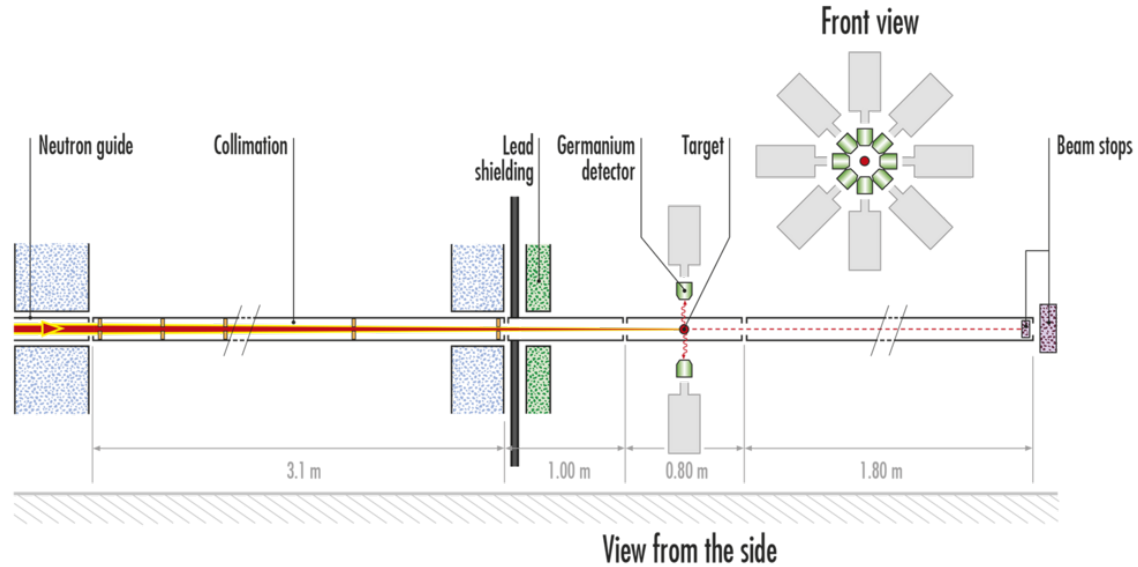 Front view
Neutron guide
Collimation
Lead
shielding
Germanium
detector
Target
Beam stops
3.1 m
1.00 m
0.80 m
1.80 m
View from the side